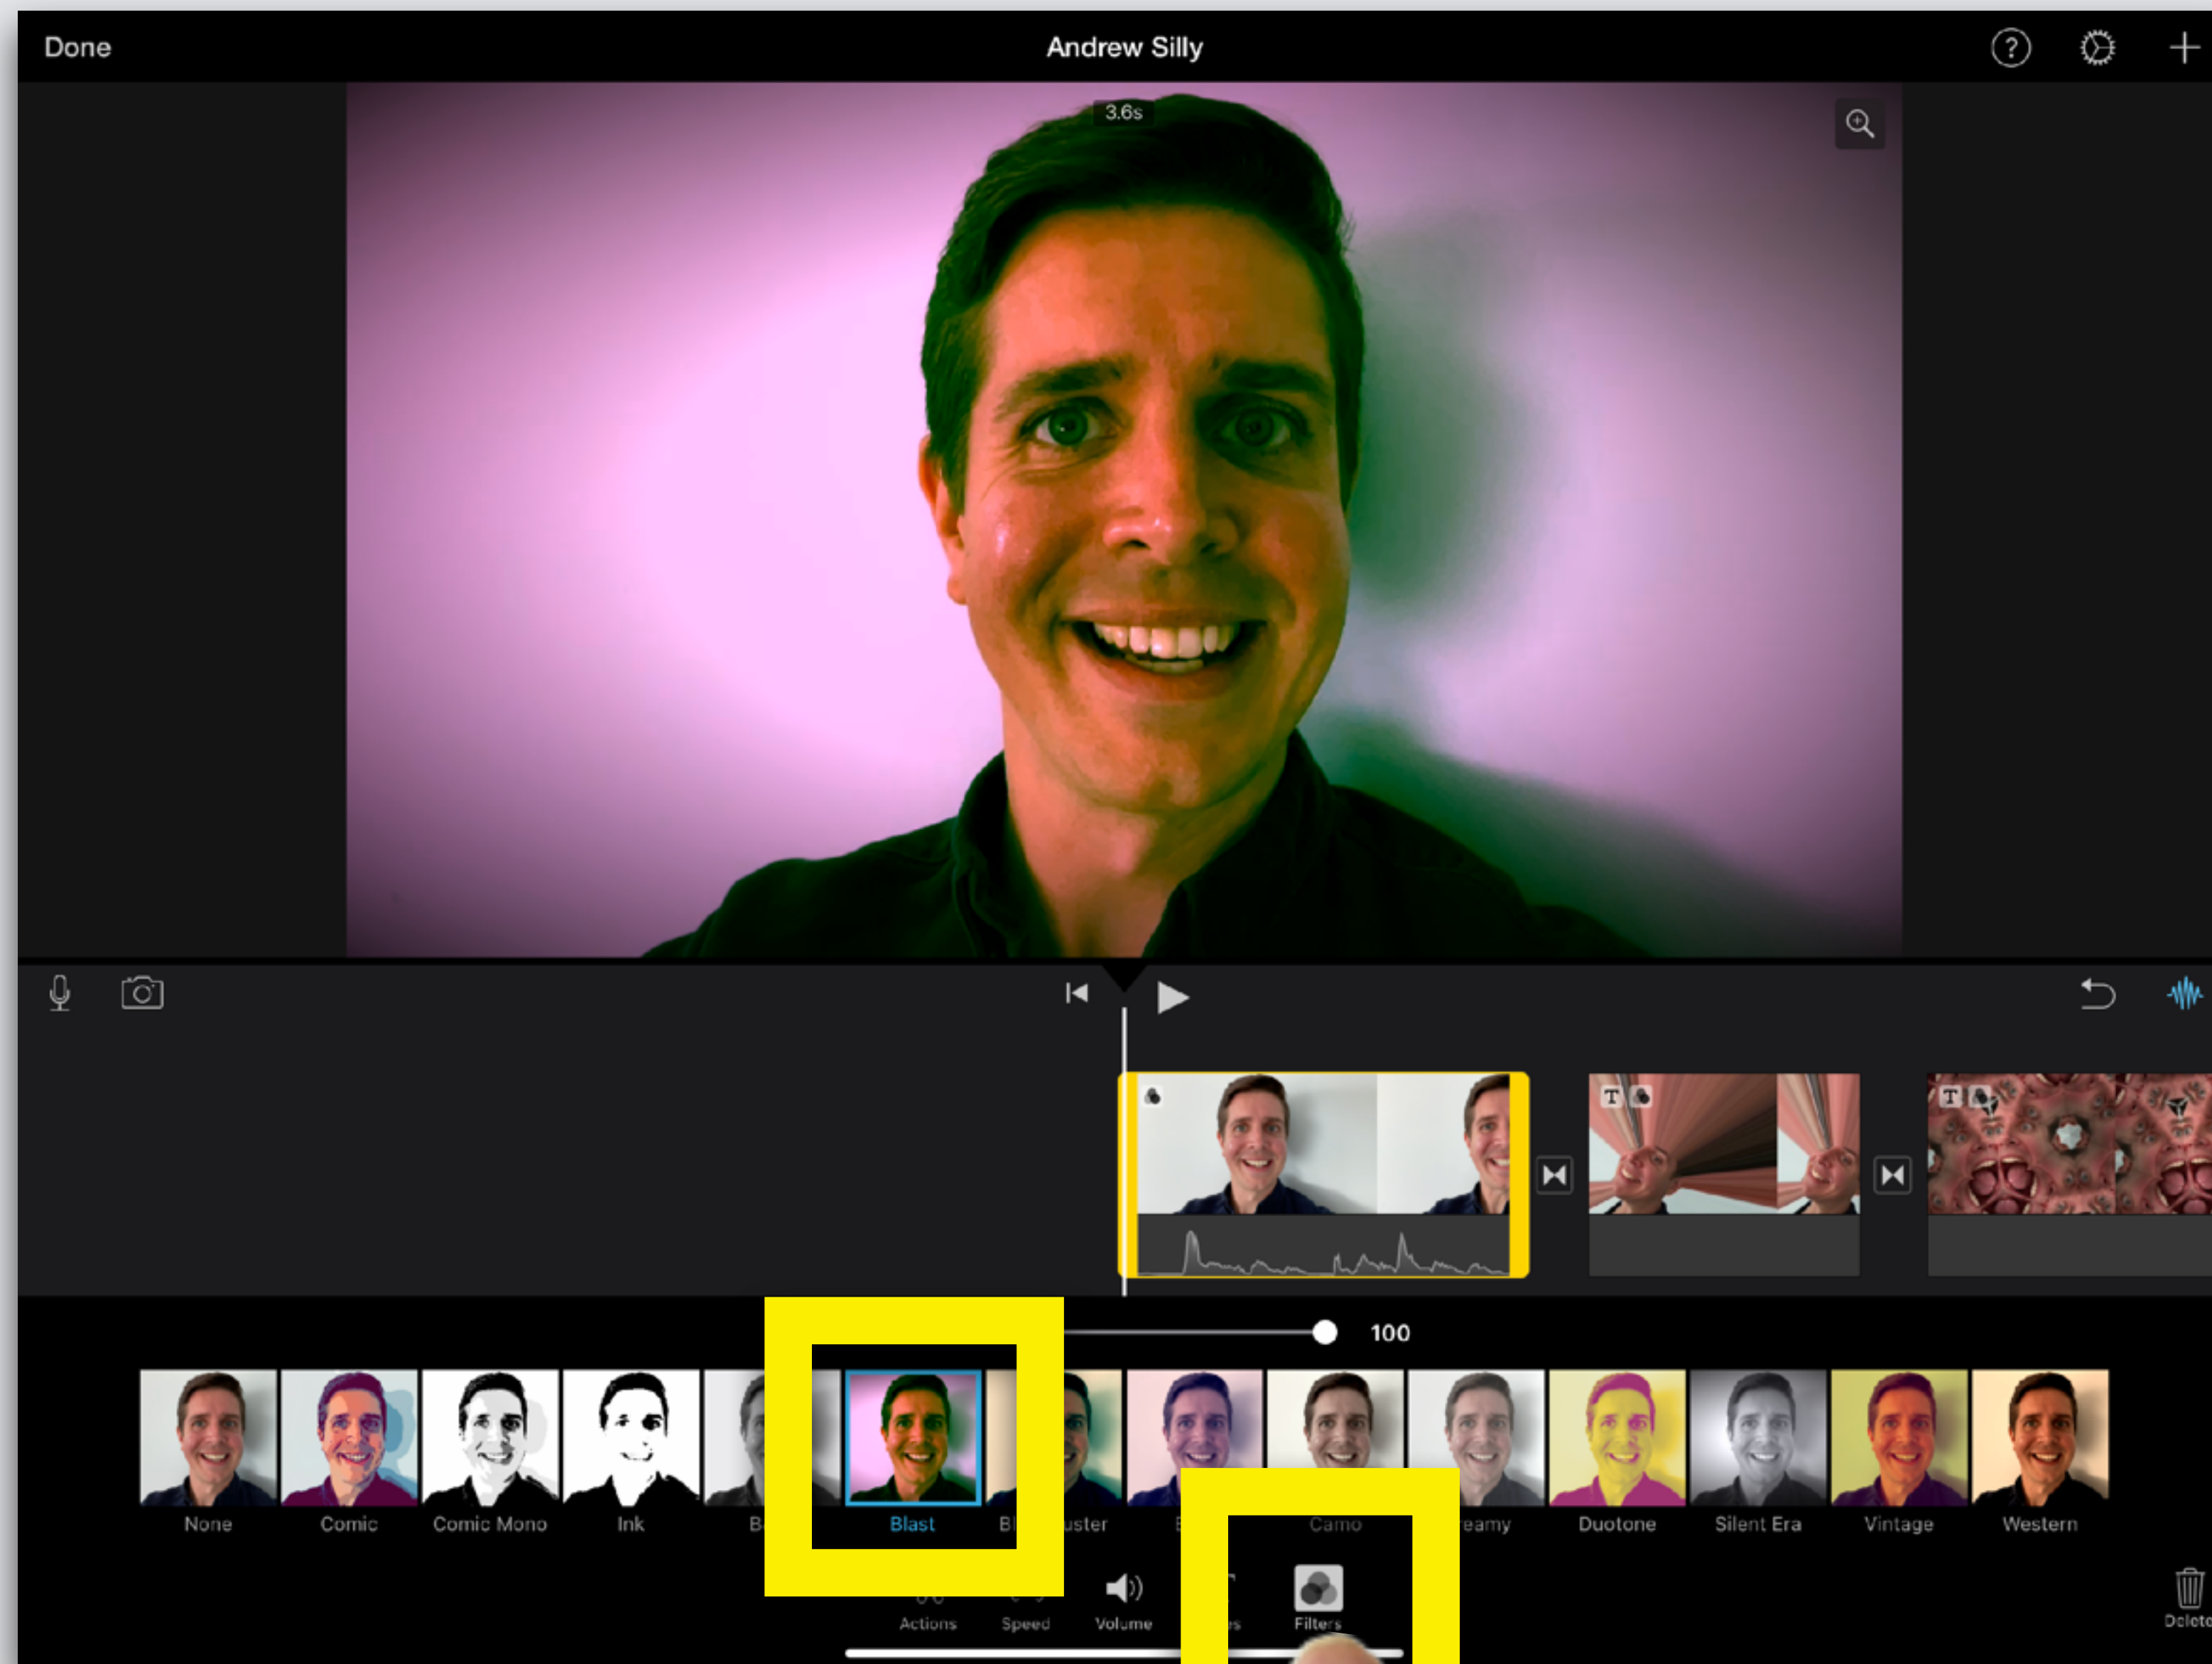 Done
Andrew Silly
?
3.6s
100
T
T
None
Comic
Comic Mono
Ink
Blast
Camo
Duotone
Silent Era
Vintage
Western
Actions
Speed
Volume
Filters
Delete